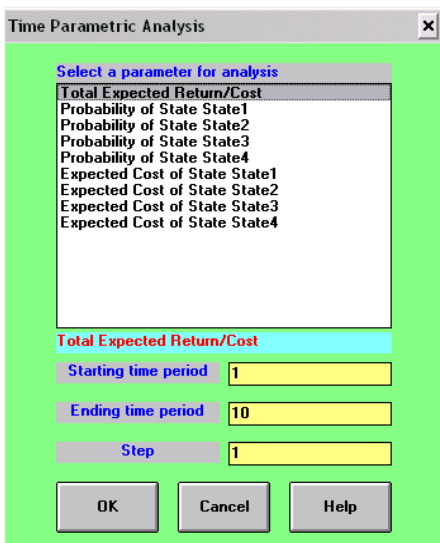 Time Parametric Analysis
Select a parameter for analysis
Total Expected Return/Cost
Probability of State State1
Probability of State State2
Probability of State State3
Probability of State State4
Expected Cost of State State1
Expected Cost of State State2
Expected Cost of State State3
Expected Cost of State State4
Total Expected Return/Cost
Starting time period 1
Ending time period 10
Step 1
OK Cancel Help